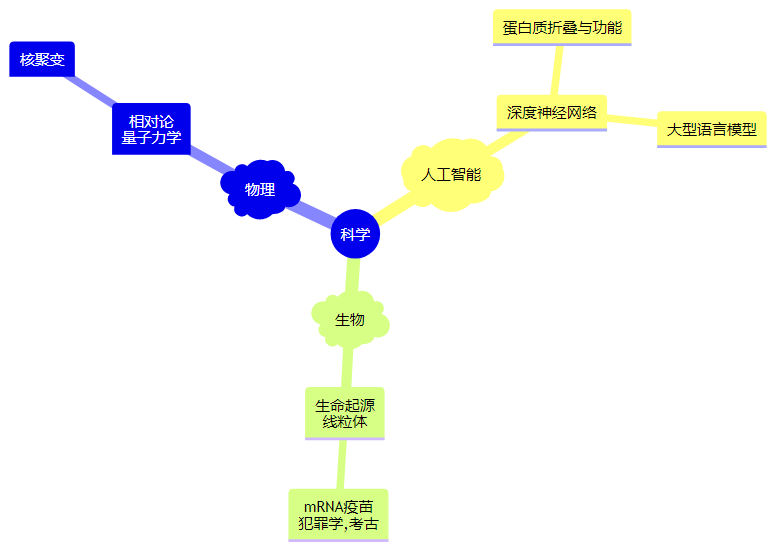 蛋白质折叠与功能
核聚变
深度神经网络
相对论
量子力学
大型语言模型
人工智能
物理
科学
生物
生命起源
线粒体
mRNA疫苗
犯罪学,考古